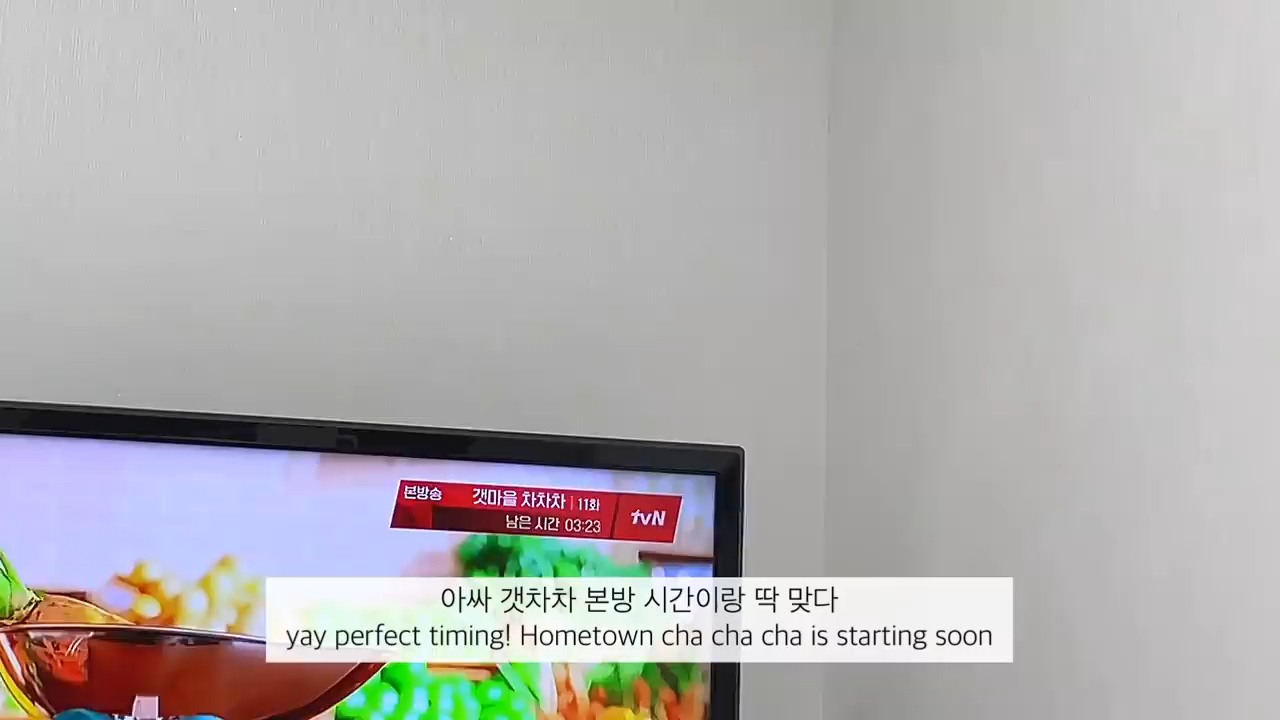 본방송 갯마을 차차차 | 11화
남은 시간 03:23
tvN
아싸 갯차차 본방 시간이랑 딱 맞다
yay perfect timing! Hometown cha cha cha is starting soon